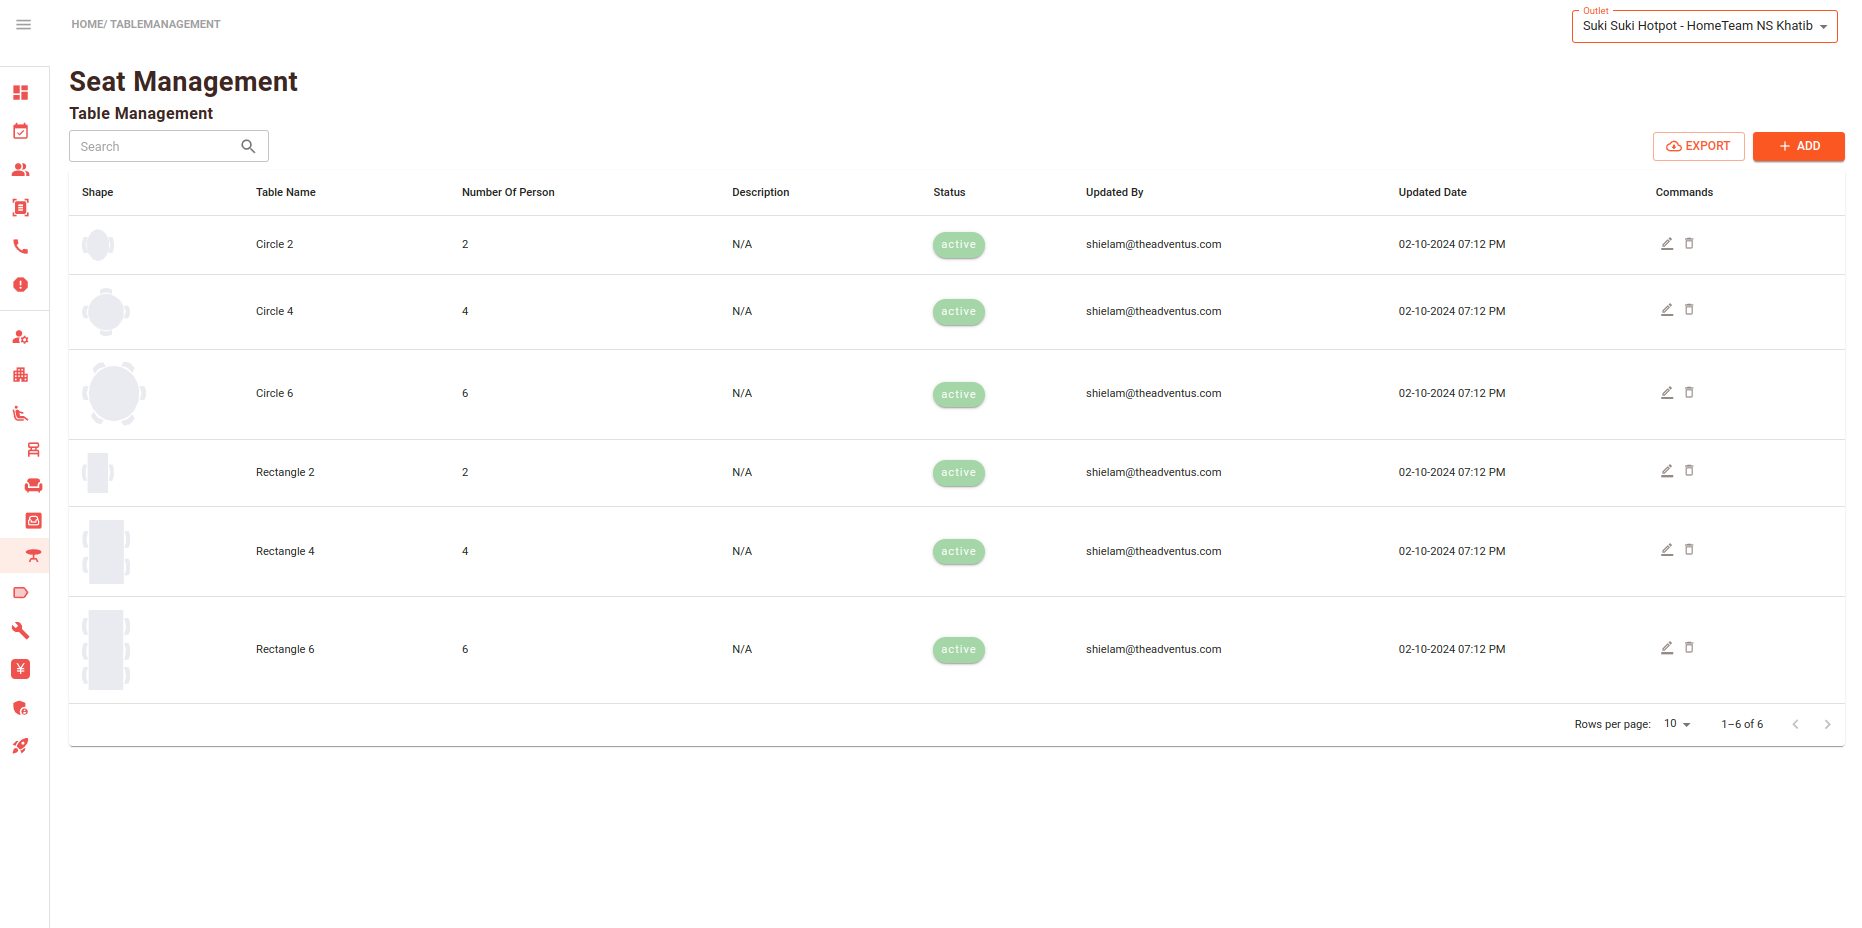 HOME/ TABLEMANAGEMENT
Outlet
Suki Suki Hotpot - HomeTeam NS Khatib
Seat Management
Table Management
Search
EXPORT
ADD
Shape Table Name Number Of Person Description Status Updated By Updated Date Commands
Circle 2 2 N/A active shielam@theadventus.com 02-10-2024 07:12 PM
Circle 4 4 N/A active shielam@theadventus.com 02-10-2024 07:12 PM
Circle 6 6 N/A active shielam@theadventus.com 02-10-2024 07:12 PM
Rectangle 2 2 N/A active shielam@theadventus.com 02-10-2024 07:12 PM
Rectangle 4 4 N/A active shielam@theadventus.com 02-10-2024 07:12 PM
Rectangle 6 6 N/A active shielam@theadventus.com 02-10-2024 07:12 PM
Rows per page: 10 1–6 of 6